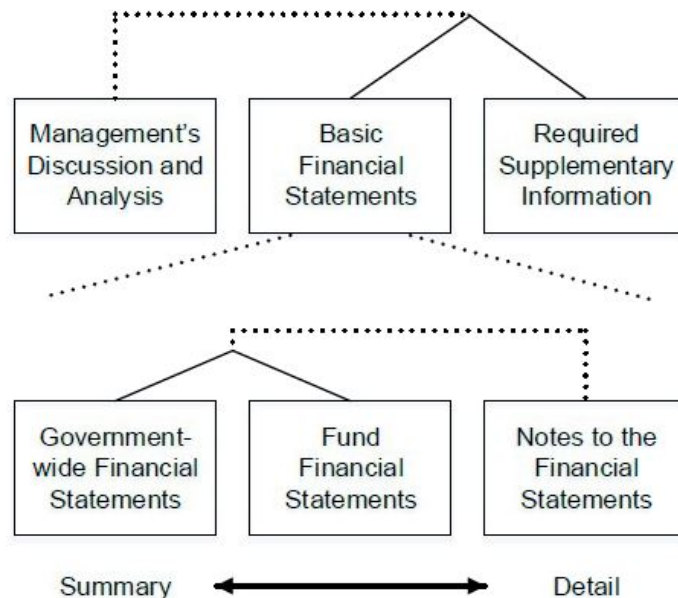 Management's
Discussion and
Analysis
Basic
Financial
Statements
Required
Supplementary
Information
Government-
wide Financial
Statements
Fund
Financial
Statements
Notes to the
Financial
Statements
Summary
Detail